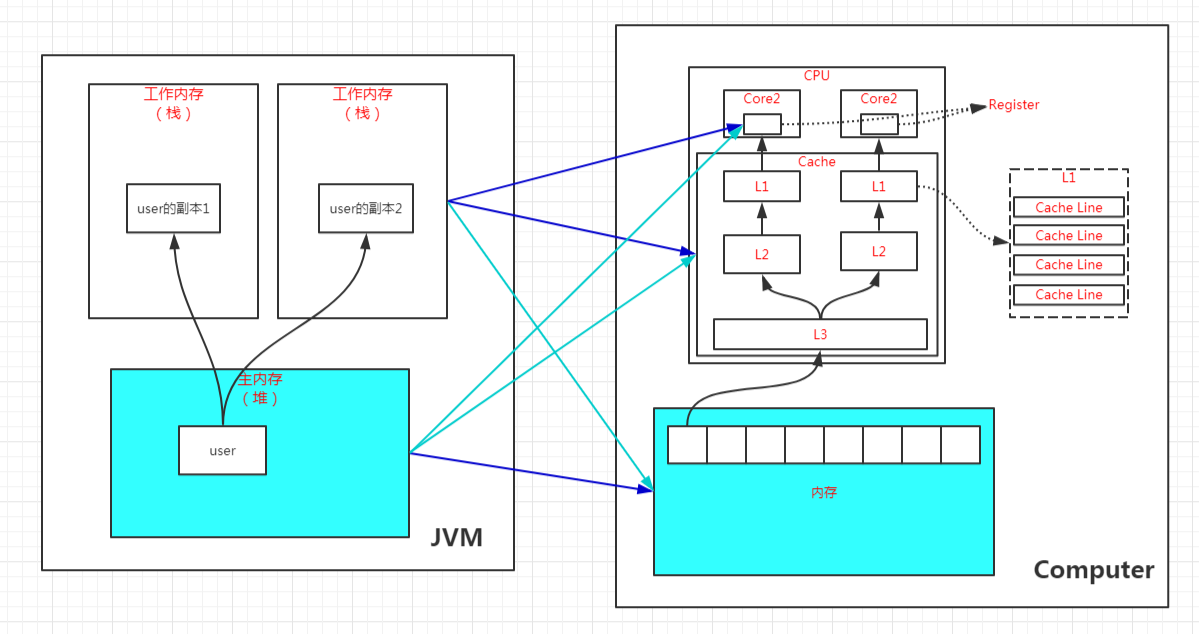 工作内存
（栈）
工作内存
（栈）
user的副本1
user的副本2
主内存
（堆）
user
JVM
CPU
Core2
Core2
Register
Cache
L1
L1
L2
L2
L3
L1
Cache Line
Cache Line
Cache Line
Cache Line
内存
Computer